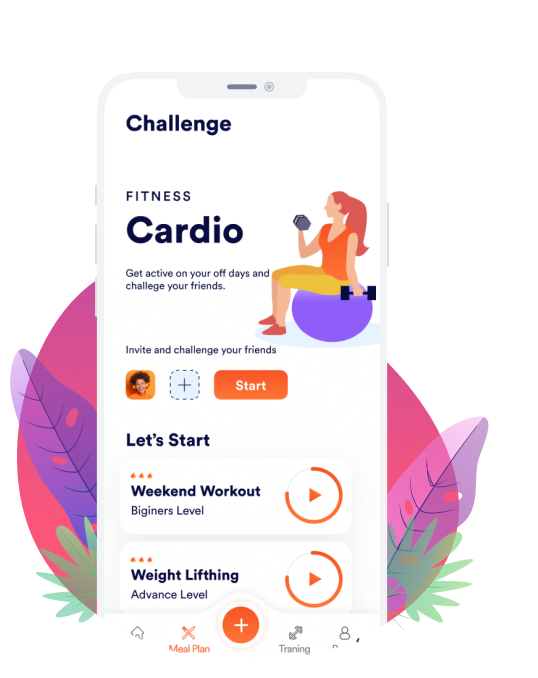 Challenge
FITNESS
Cardio
Get active on your off days and
challege your friends.
Invite and challenge your friends
Start
Let's Start
Weekend Workout
Biginers Level
Weight Lifthing
Advance Level
Meal Plan
Traning